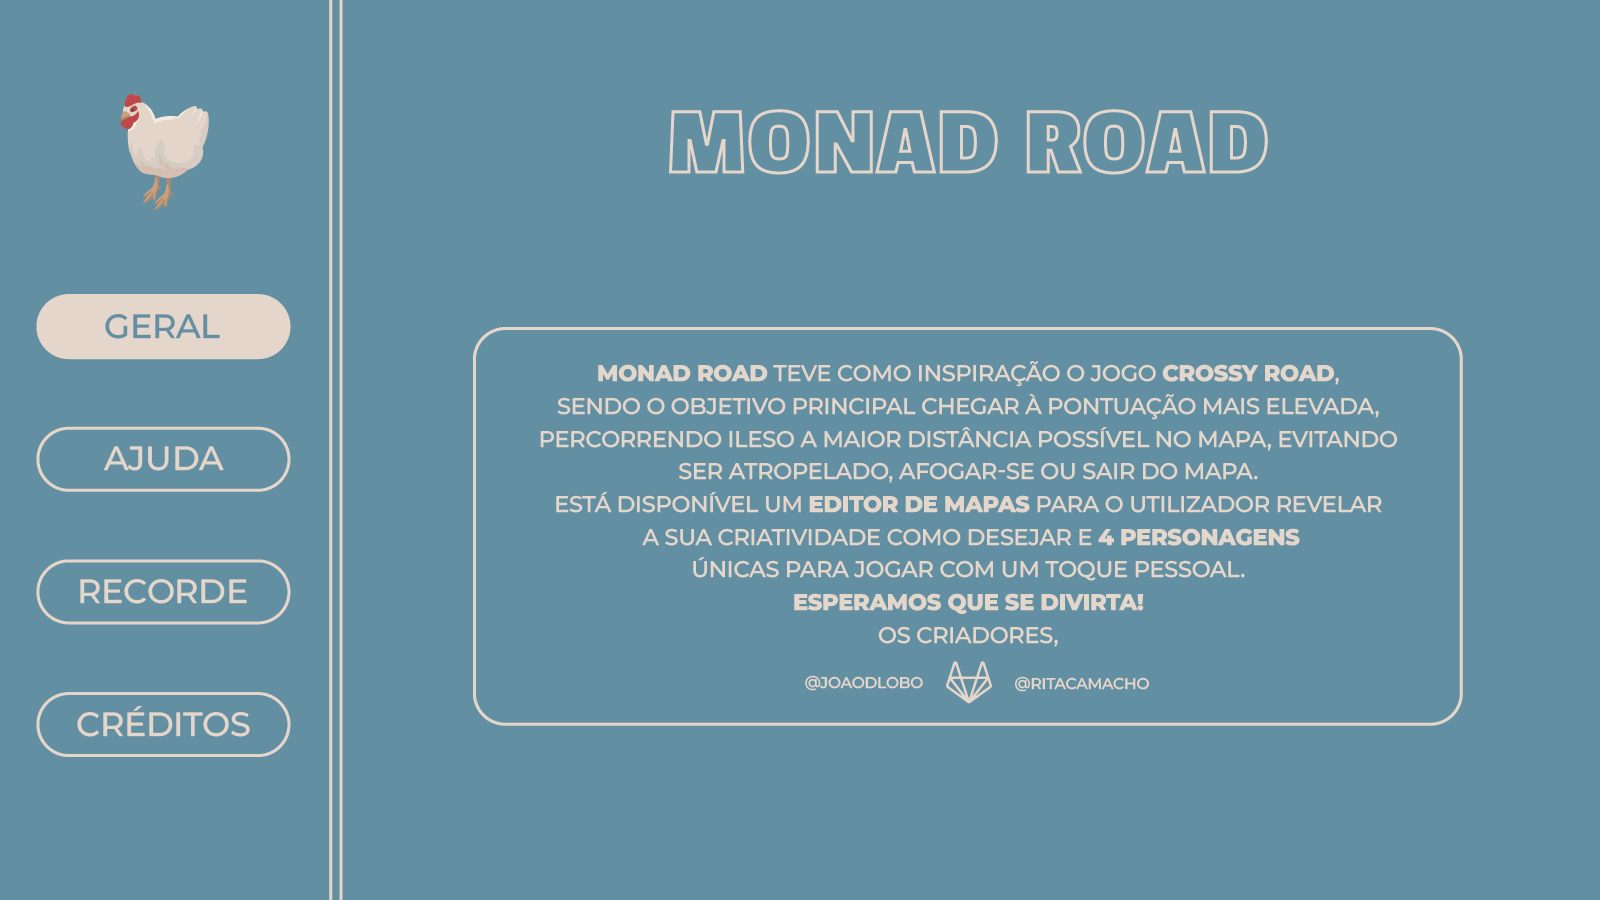 GERAL
AJUDA
RECORDE
CRÉDITOS
MONAD ROAD
MONAD ROAD TEVE COMO INSPIRAÇÃO O JOGO CROSSY ROAD,
SENDO O OBJETIVO PRINCIPAL CHEGAR À PONTUAÇÃO MAIS ELEVADA,
PERCORRENDO ILESO A MAIOR DISTÂNCIA POSSÍVEL NO MAPA, EVITANDO
SER ATROPELADO, AFOGAR-SE OU SAIR DO MAPA.
ESTÁ DISPONÍVEL UM EDITOR DE MAPAS PARA O UTILIZADOR REVELAR
A SUA CRIATIVIDADE COMO DESEJAR E 4 PERSONAGENS
ÚNICAS PARA JOGAR COM UM TOQUE PESSOAL.
ESPERAMOS QUE SE DIVIRTA!
OS CRIADORES,
@JOAODLOBO @RITACAMACHO